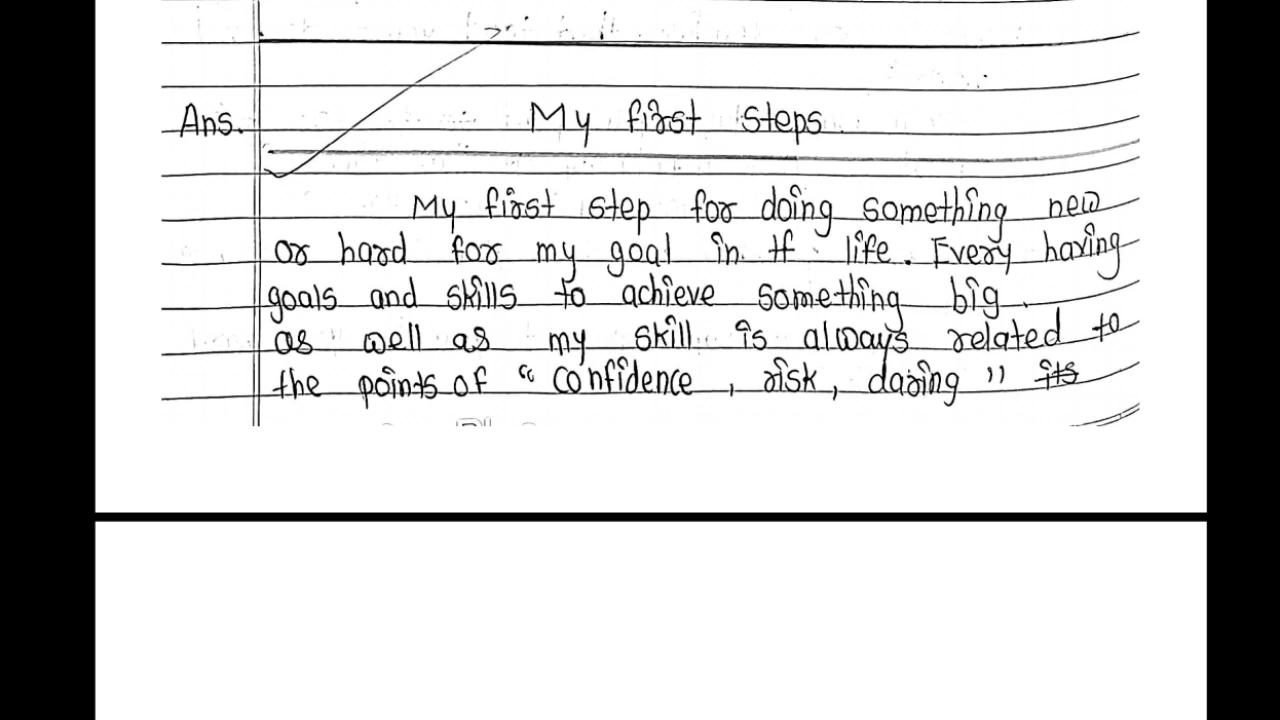 Ans. My first steps
My first step for doing something new
or hard for my goal in If life. Every having
goals and skills to achieve something big.
as well as my skill is always related to
the points of "confidence, risk, daring" its